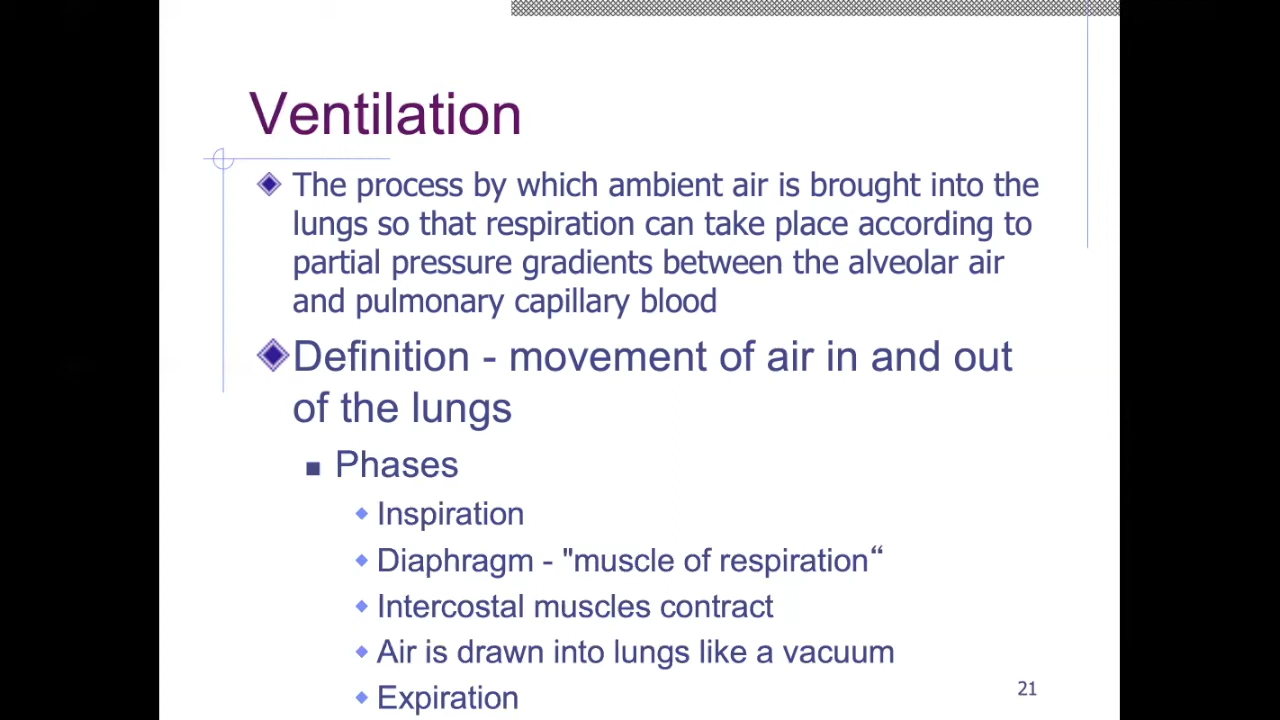 Ventilation
The process by which ambient air is brought into the
lungs so that respiration can take place according to
partial pressure gradients between the alveolar air
and pulmonary capillary blood
Definition - movement of air in and out
of the lungs
Phases
Inspiration
Diaphragm - "muscle of respiration“
Intercostal muscles contract
Air is drawn into lungs like a vacuum
Expiration
21